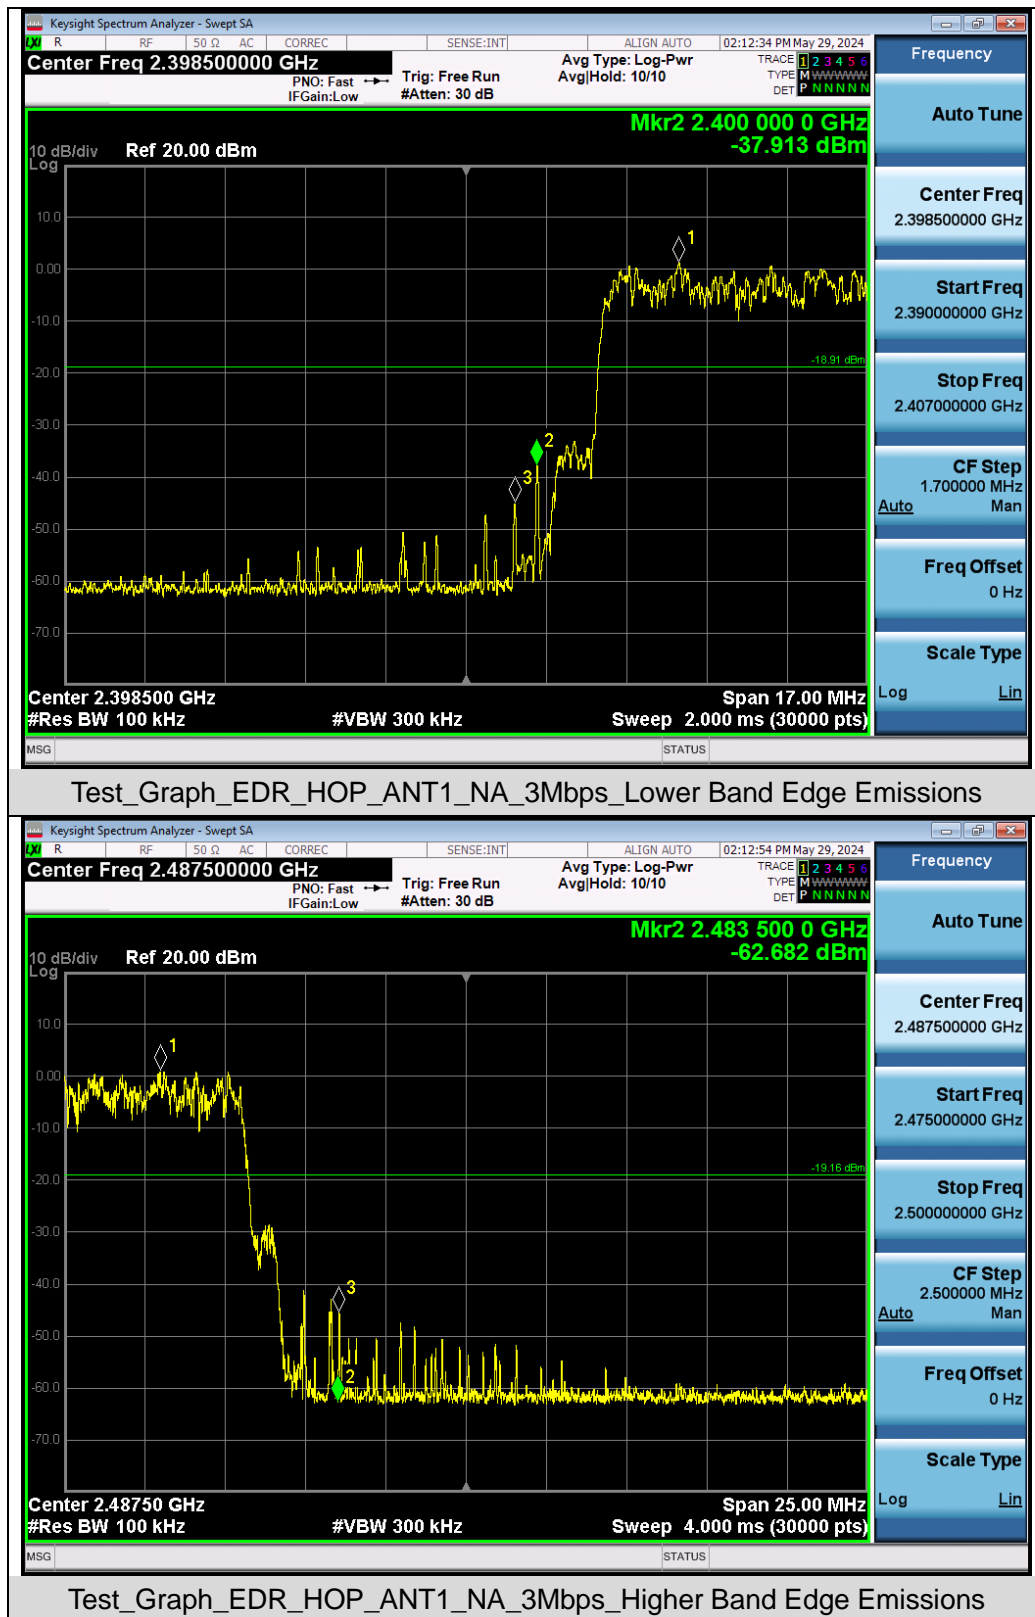 Keysight Spectrum Analyzer - Swept SA
LXI R RF 50 Ω AC CORREC SENSE:INT ALIGN AUTO 02:12:34 PM May 29, 2024
Center Freq 2.398500000 GHz
PNO: Fast
IFGain:Low
Trig: Free Run
#Atten: 30 dB
Avg Type: Log-Pwr
Avg|Hold: 10/10
TRACE 1 2 3 4 5 6
TYPE M WWWWW
DET P N N N N N
Mkr2 2.400 000 0 GHz
-37.913 dBm
10 dB/div Ref 20.00 dBm
Log
10.0
0.00
-10.0
-20.0
-30.0
-40.0
-50.0
-60.0
-70.0
1
-18.91 dBm
2
3
Center 2.398500 GHz Span 17.00 MHz
#Res BW 100 kHz #VBW 300 kHz Sweep 2.000 ms (30000 pts)
MSG STATUS
Frequency
Auto Tune
Center Freq
2.398500000 GHz
Start Freq
2.390000000 GHz
Stop Freq
2.407000000 GHz
CF Step
1.700000 MHz
Auto Man
Freq Offset
0 Hz
Scale Type
Log Lin
Test_Graph_EDR_HOP_ANT1_NA_3Mbps_Lower Band Edge Emissions
Keysight Spectrum Analyzer - Swept SA
LXI R RF 50 Ω AC CORREC SENSE:INT ALIGN AUTO 02:12:54 PM May 29, 2024
Center Freq 2.487500000 GHz
PNO: Fast
IFGain:Low
Trig: Free Run
#Atten: 30 dB
Avg Type: Log-Pwr
Avg|Hold: 10/10
TRACE 1 2 3 4 5 6
TYPE M WWWWW
DET P N N N N N
Mkr2 2.483 500 0 GHz
-62.682 dBm
10 dB/div Ref 20.00 dBm
Log
10.0
0.00
-10.0
-20.0
-30.0
-40.0
-50.0
-60.0
-70.0
1
-19.16 dBm
3
2
Center 2.48750 GHz Span 25.00 MHz
#Res BW 100 kHz #VBW 300 kHz Sweep 4.000 ms (30000 pts)
MSG STATUS
Frequency
Auto Tune
Center Freq
2.487500000 GHz
Start Freq
2.475000000 GHz
Stop Freq
2.500000000 GHz
CF Step
2.500000 MHz
Auto Man
Freq Offset
0 Hz
Scale Type
Log Lin
Test_Graph_EDR_HOP_ANT1_NA_3Mbps_Higher Band Edge Emissions